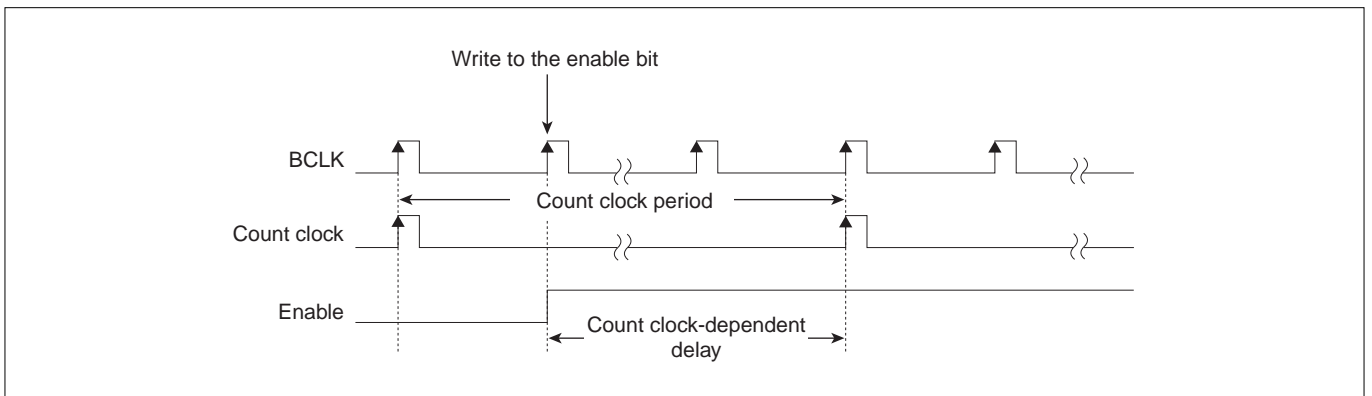 Write to the enable bit
BCLK
Count clock period
Count clock
Enable
Count clock-dependent
delay